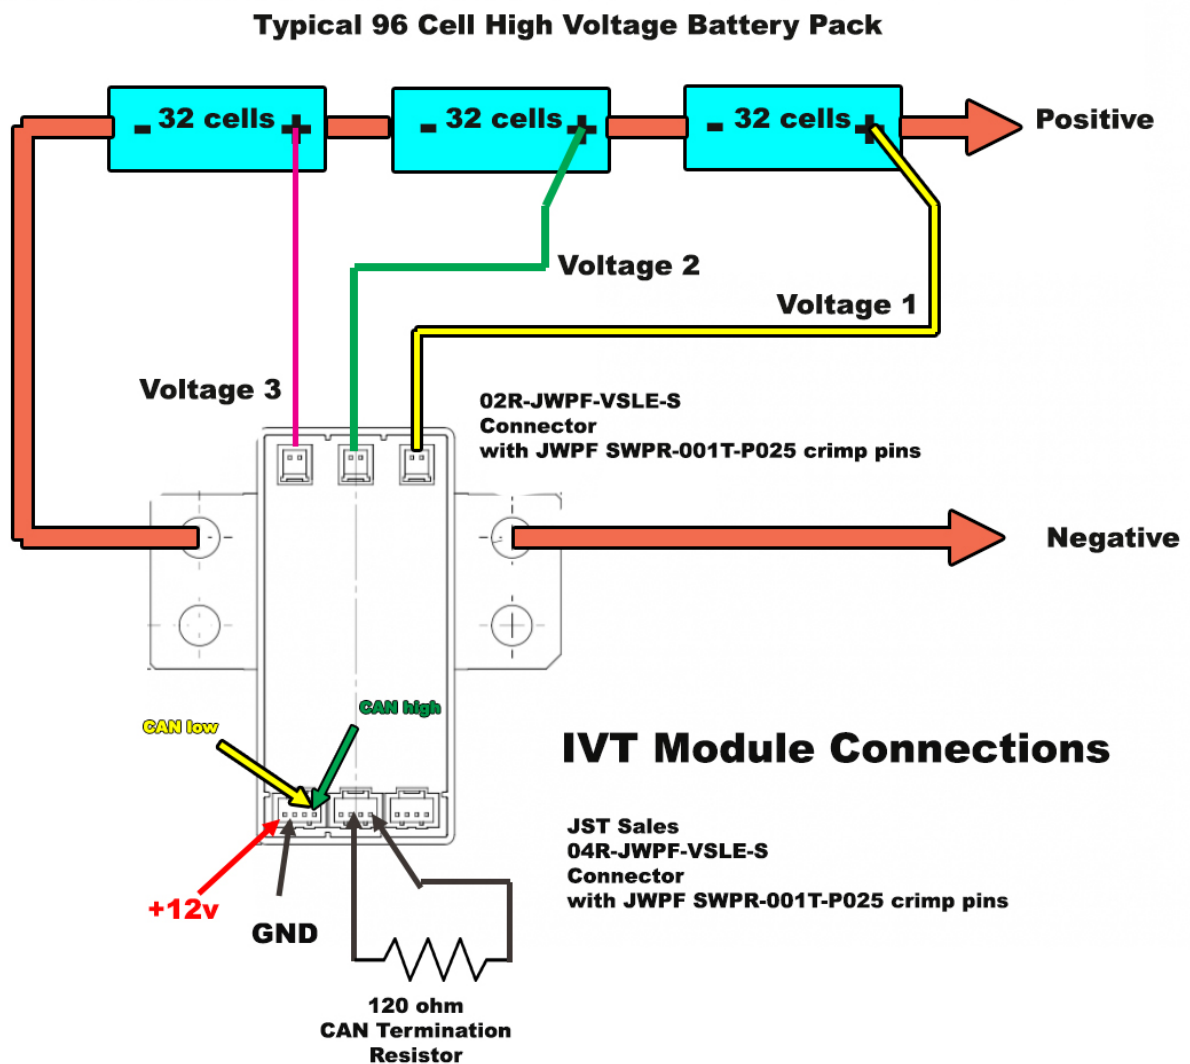 Typical 96 Cell High Voltage Battery Pack
- 32 cells +
- 32 cells +
- 32 cells +
Positive
Voltage 2
Voltage 1
Voltage 3
02R-JWPF-VSLE-S
Connector
with JWPF SWPR-001T-P025 crimp pins
Negative
CAN high
CAN low
IVT Module Connections
JST Sales
04R-JWPF-VSLE-S
Connector
with JWPF SWPR-001T-P025 crimp pins
+12v
GND
120 ohm
CAN Termination
Resistor